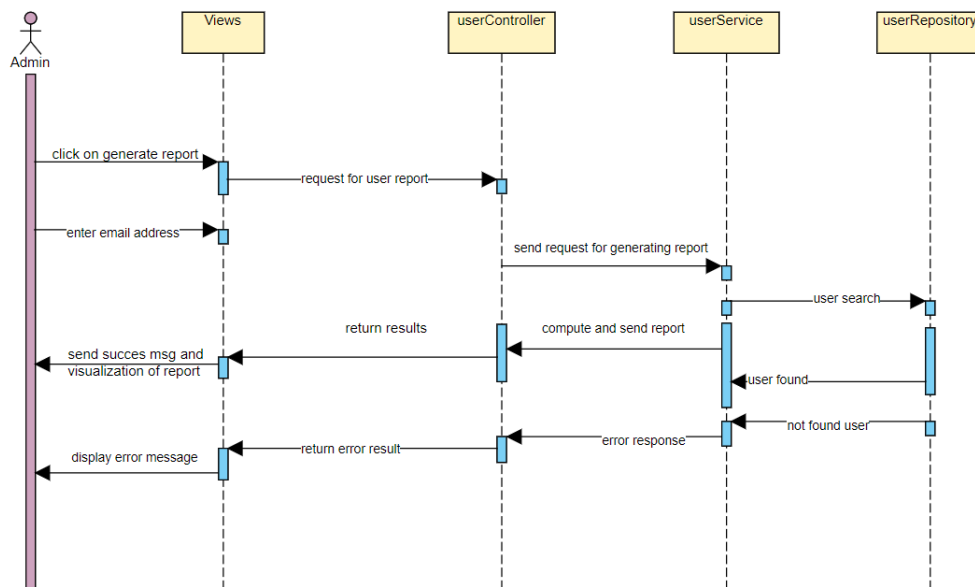 Views
userController
userService
userRepository
Admin
click on generate report
request for user report
enter email address
send request for generating report
user search
return results
compute and send report
send succes msg and
visualization of report
user found
not found user
error response
return error result
display error message